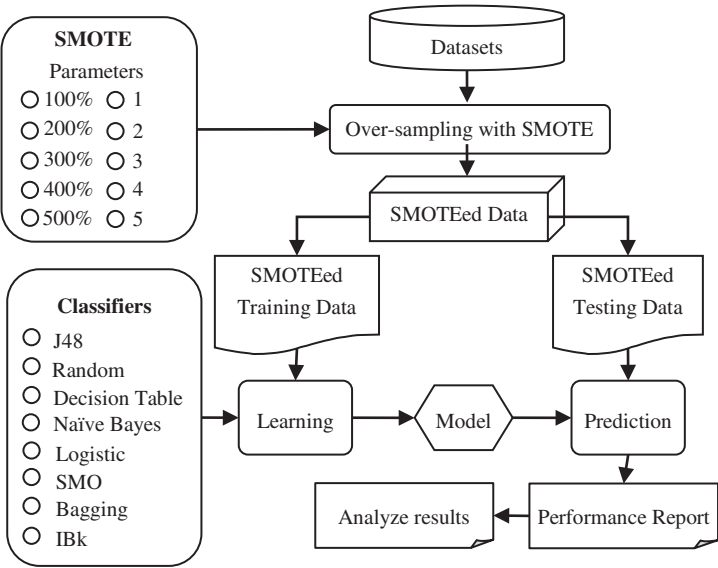 SMOTE
Parameters
100% 1
200% 2
300% 3
400% 4
500% 5
Datasets
Over-sampling with SMOTE
SMOTEed Data
SMOTEed
Training Data
SMOTEed
Testing Data
Classifiers
J48
Random
Decision Table
Naïve Bayes
Logistic
SMO
Bagging
IBk
Learning
Model
Prediction
Analyze results
Performance Report